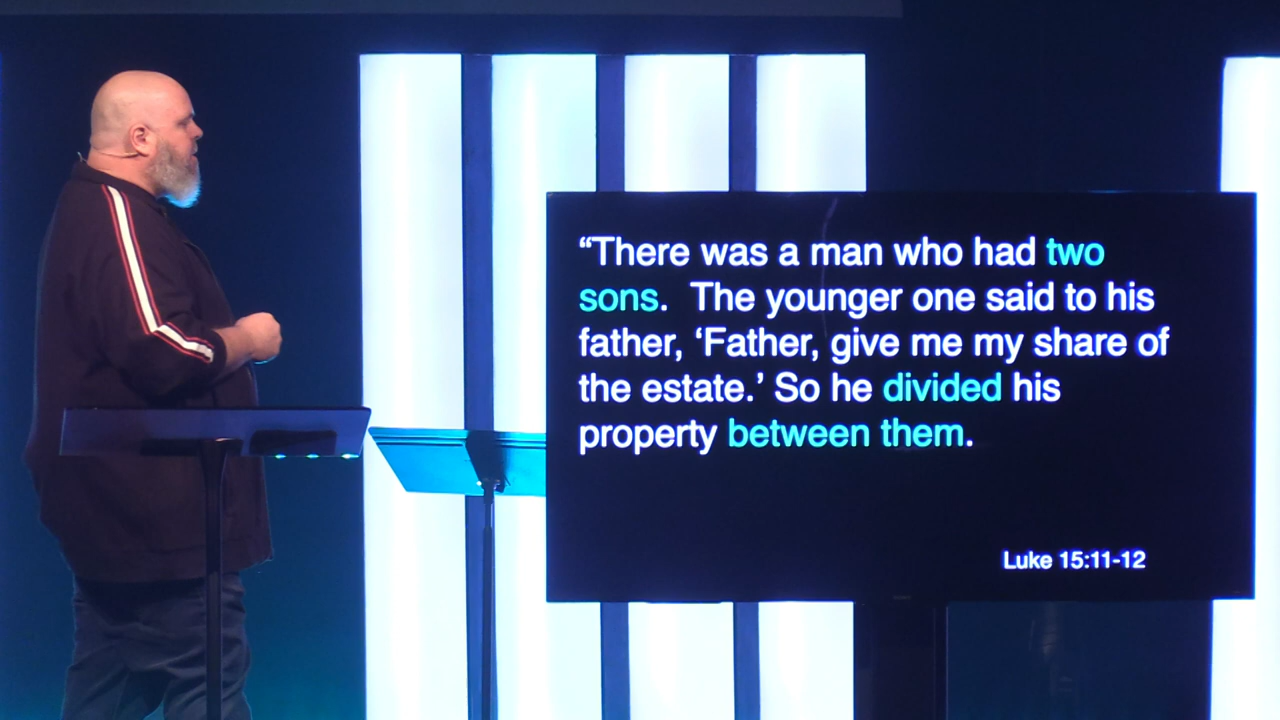 “There was a man who had two
sons.  The younger one said to his
father, ‘Father, give me my share of
the estate.’ So he divided his
property between them.
Luke 15:11-12